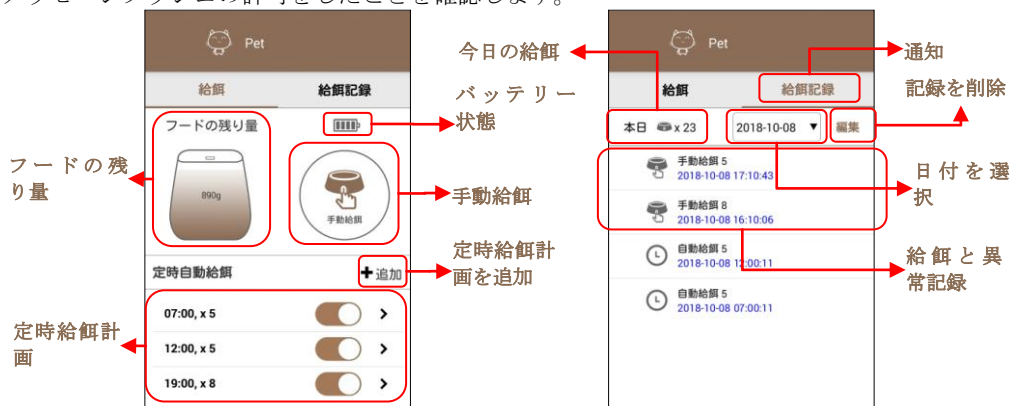 の許可をしたことを確認します。
Pet
給餌
給餌記録
フードの残り量
890g
手動給餌
定時自動給餌
+追加
07:00, x 5
12:00, x 5
19:00, x 8
フードの残
り量
定時給餌計
画
バッテリー
状態
手動給餌
定時給餌計
画を追加
今日の給餌
Pet
給餌
給餌記録
本日 x 23
2018-10-08 ▼
編集
手動給餌 5
2018-10-08 17:10:43
手動給餌 8
2018-10-08 16:10:06
自動給餌 5
2018-10-08 12:00:11
自動給餌 5
2018-10-08 07:00:11
通知
記録を削除
日付を選
択
給餌と異
常記録